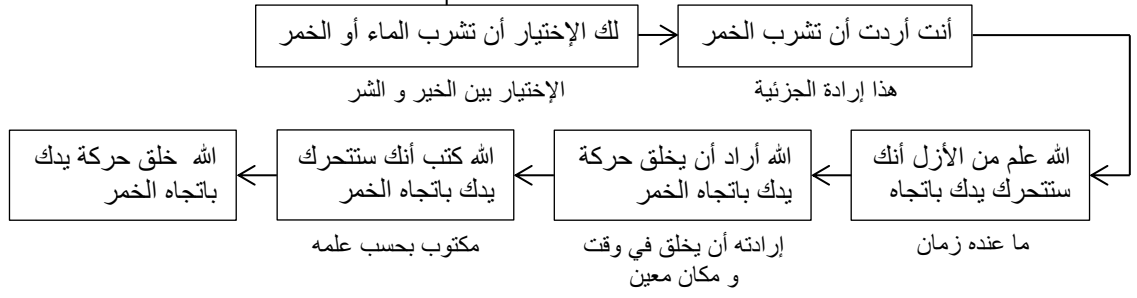 لك الإختيار أن تشرب الماء أو الخمر
الإختيار بين الخير و الشر
أنت أردت أن تشرب الخمر
هذا إرادة الجزئية
الله علم من الأزل أنك
ستتحرك يدك باتجاه
ما عنده زمان
الله أراد أن يخلق حركة
يدك باتجاه الخمر
إرادته أن يخلق في وقت
و مكان معين
الله كتب أنك ستتحرك
يدك باتجاه الخمر
مكتوب بحسب علمه
الله خلق حركة يدك
باتجاه الخمر